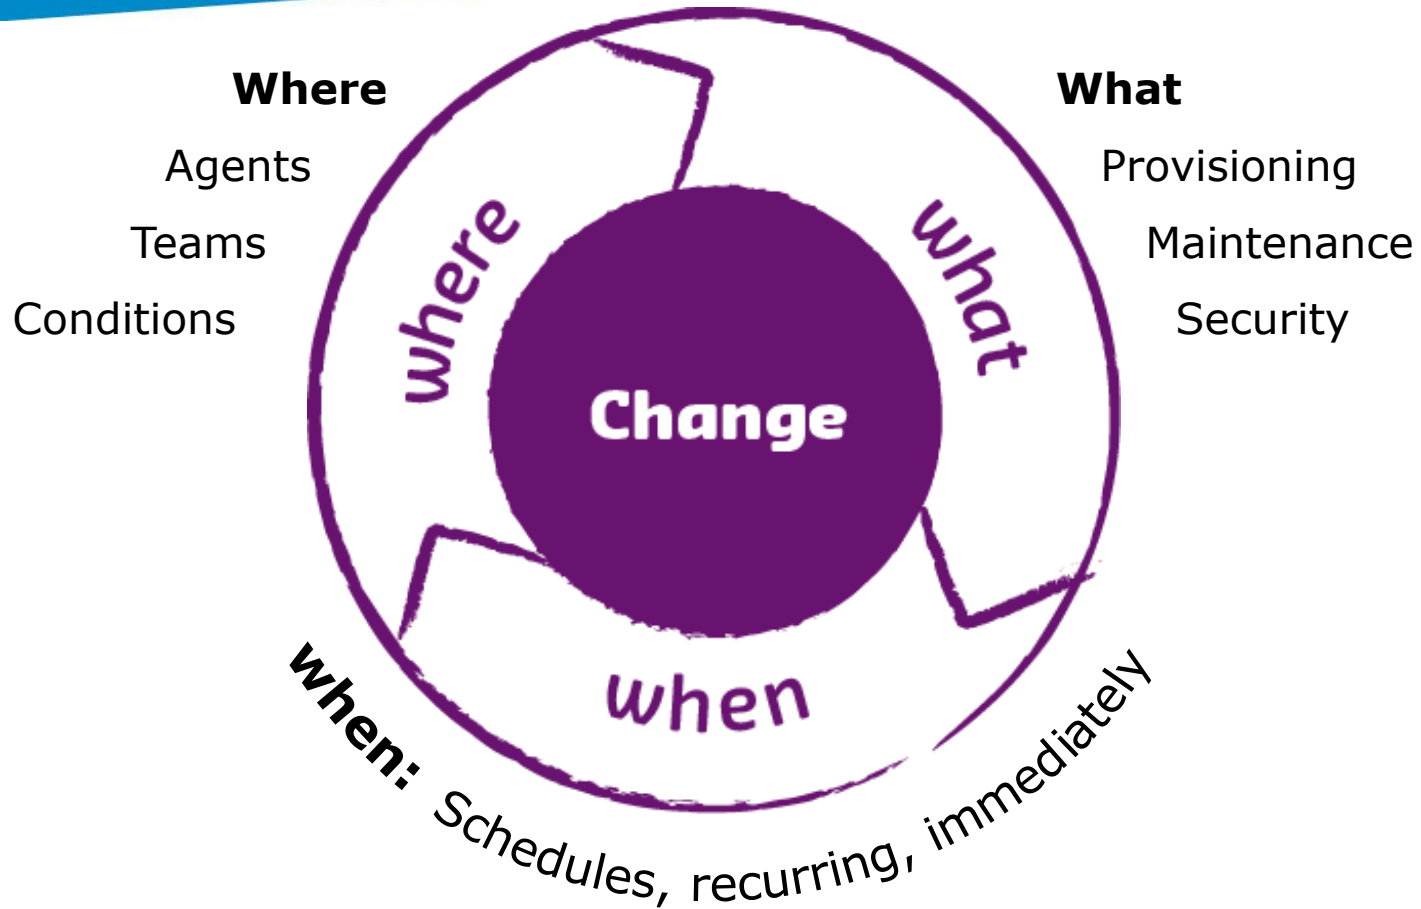 Where
Agents
Teams
Conditions
What
Provisioning
Maintenance
Security
where
what
Change
when
when: Schedules, recurring, immediately